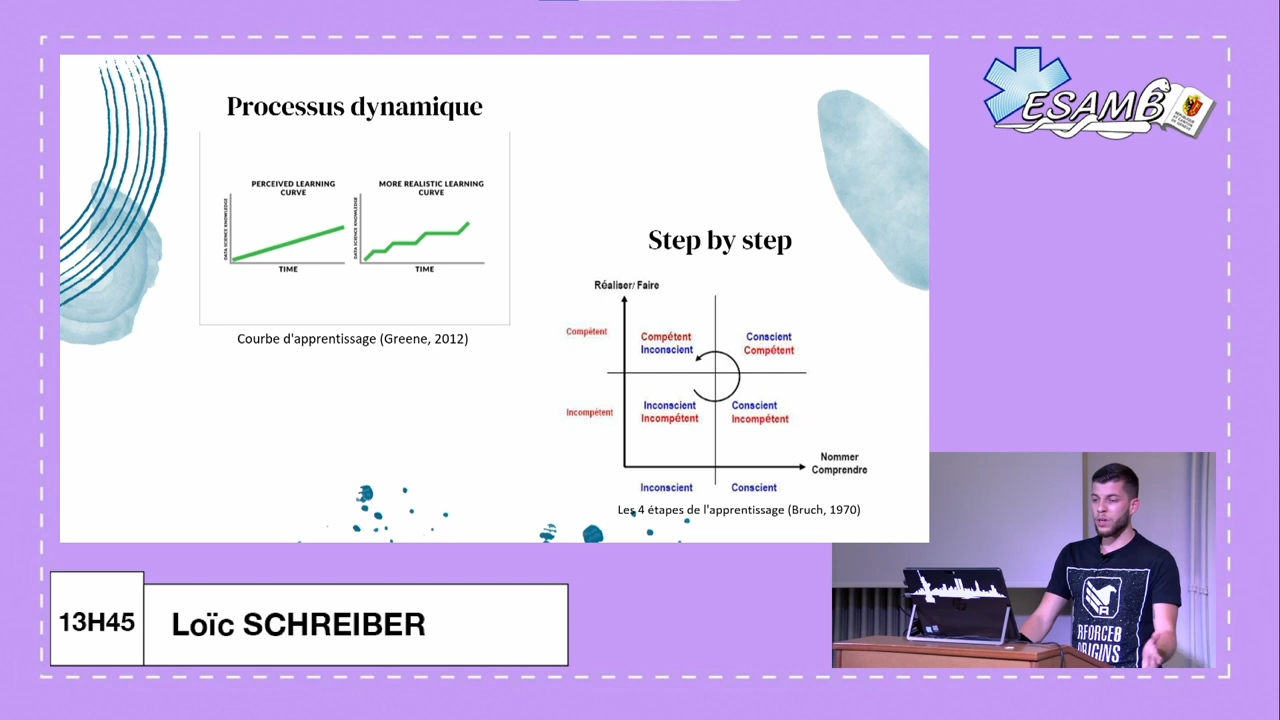 Processus dynamique
PERCEIVED LEARNING
CURVE
DATA SCIENCE KNOWLEDGE
TIME
MORE REALISTIC LEARNING
CURVE
DATA SCIENCE KNOWLEDGE
TIME
Courbe d'apprentissage (Greene, 2012)
Step by step
Réaliser/ Faire
Compétent
Compétent
Inconscient
Conscient
Compétent
Incompétent
Inconscient
Incompétent
Conscient
Incompétent
Nommer
Comprendre
Inconscient
Conscient
Les 4 étapes de l'apprentissage (Bruch, 1970)
ESAMB
RFORCEB
ORIGINS
13H45
Loïc SCHREIBER